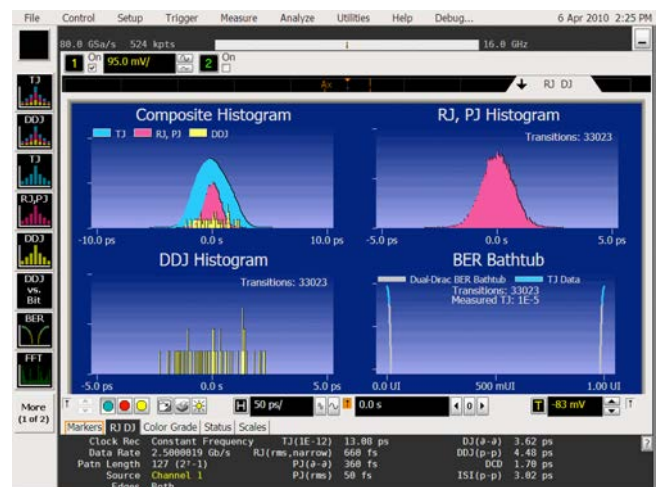 File Control Setup Trigger Measure Analyze Utilities Help Debug... 6 Apr 2010 2:25 PM
80.0 GSa/s 524 kpts 16.0 GHz
1 On 95.0 mV/ 2 On
Ax
RJ DJ
TJ
DDJ
TJ
RJ,PJ
DDJ
DDJ vs. Bit
BER
FFT
More (1 of 2)
Composite Histogram
TJ RJ, PJ DDJ
-10.0 ps 0.0 s 10.0 ps
RJ, PJ Histogram
Transitions: 33023
-5.0 ps 0.0 s 5.0 ps
DDJ Histogram
Transitions: 33023
-5.0 ps 0.0 s 5.0 ps
BER Bathtub
Dual-Dirac BER Bathtub TJ Data
Transitions: 33023
Measured TJ: 1E-5
0.0 UI 500 mUI 1.00 UI
H 50 ps/ 0.0 s 0 T -83 mV
Markers RJ DJ Color Grade Status Scales
Clock Rec Constant Frequency TJ(1E-12) 13.08 ps DJ(∂-∂) 3.62 ps
Data Rate 2.5000019 Gb/s RJ(rms,narrow) 660 fs DDJ(p-p) 4.48 ps
Patn Length 127 (2⁷-1) PJ(∂-∂) 360 fs DCD 1.70 ps
Source Channel 1 PJ(rms) 50 fs ISI(p-p) 3.02 ps
Edges Both